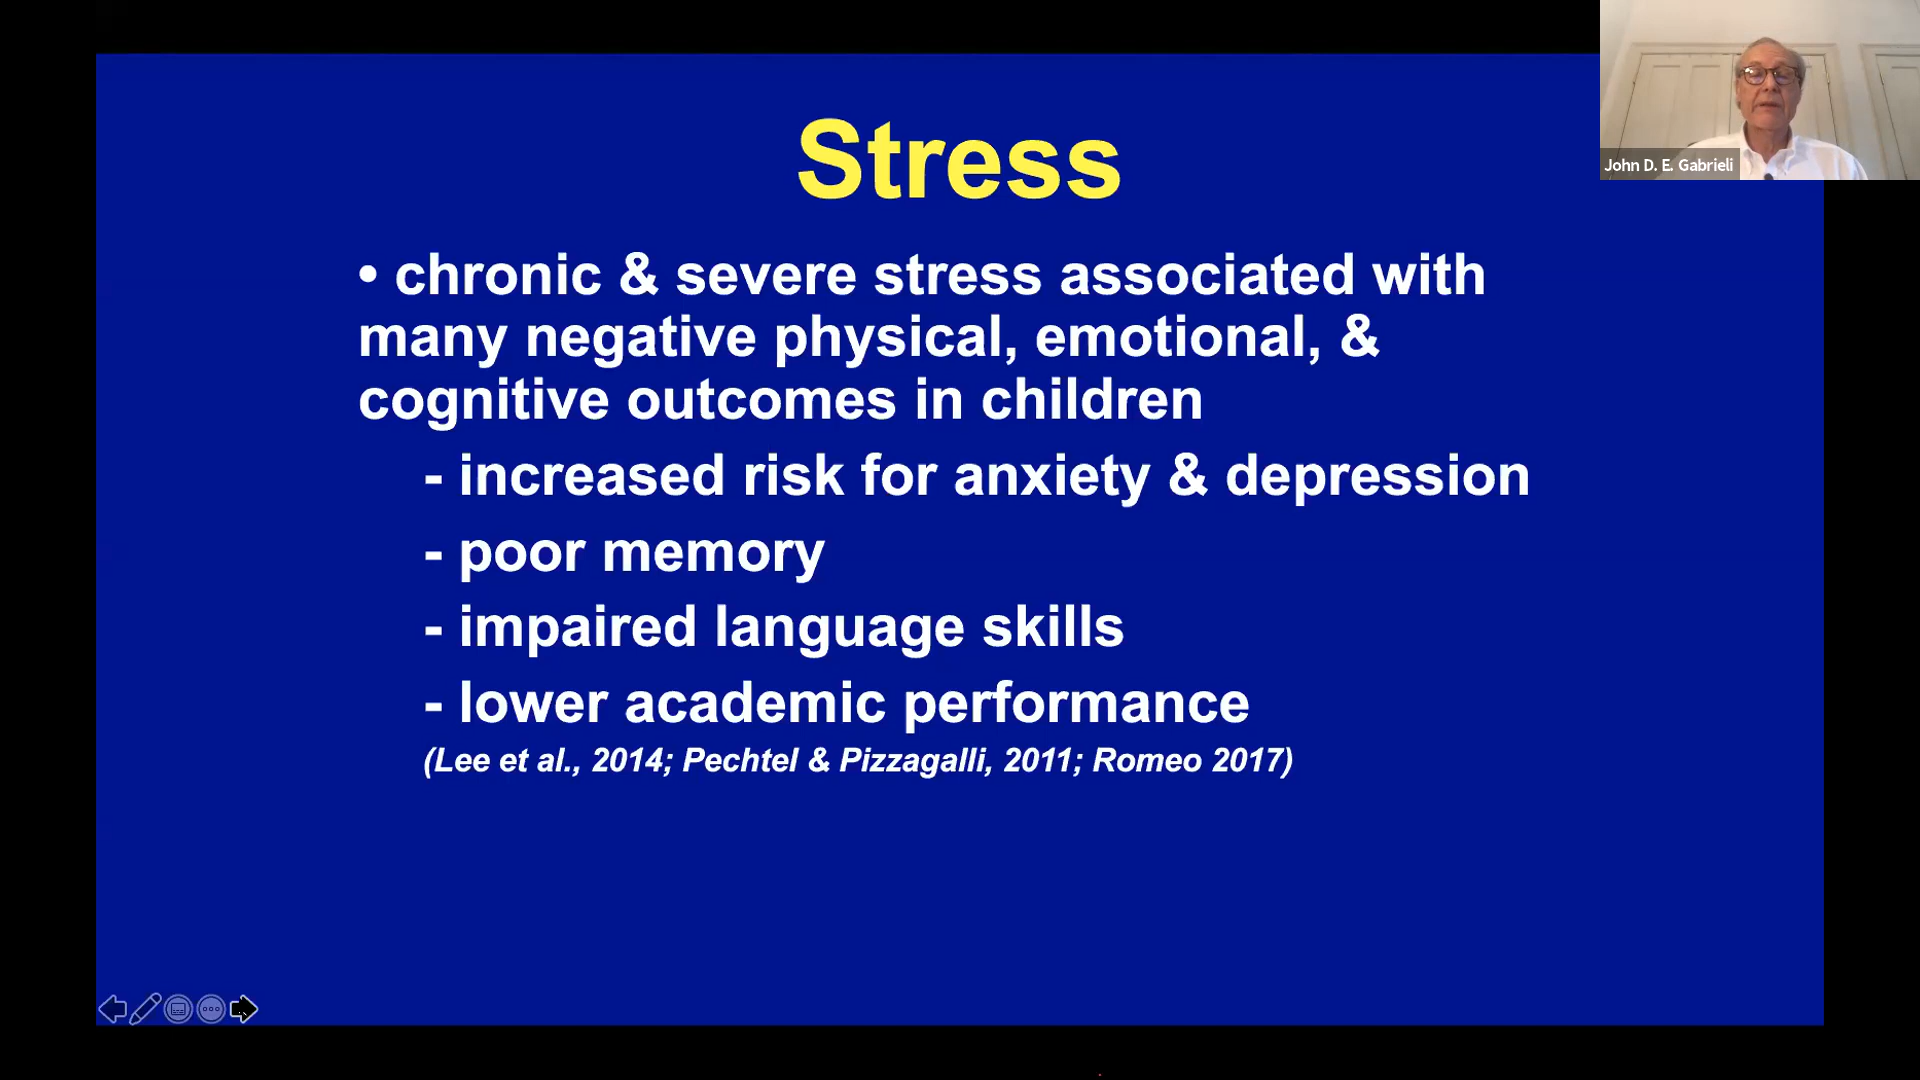 Stress
• chronic & severe stress associated with
many negative physical, emotional, &
cognitive outcomes in children
- increased risk for anxiety & depression
- poor memory
- impaired language skills
- lower academic performance
(Lee et al., 2014; Pechtel & Pizzagalli, 2011; Romeo 2017)
John D. E. Gabrieli